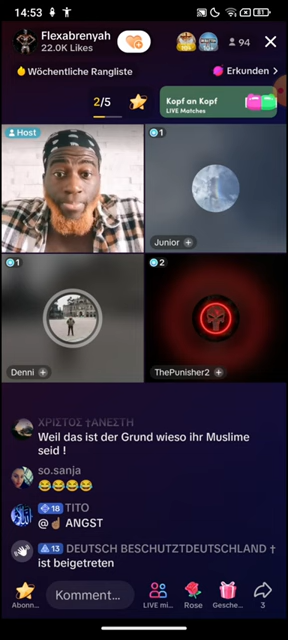 14:53
81
Flexabrenyah
22.0K Likes
94
Wöchentliche Rangliste
Erkunden >
2/5
Kopf an Kopf
LIVE Matches
Host
1
Junior +
1
2
Denni +
ThePunisher2 +
ΧΡΙΣΤΟΣ †ΑΝΕΣΤΗ
Weil das ist der Grund wieso ihr Muslime
seid !
so.sanja
😂😂😂😂
18 TITO
@☝🏽 ANGST
13 DEUTSCH BESCHUTZTDEUTSCHLAND †
ist beigetreten
Kommentˑˑˑ
Abonn...
LIVE mi...
Rose
Gesche...
3